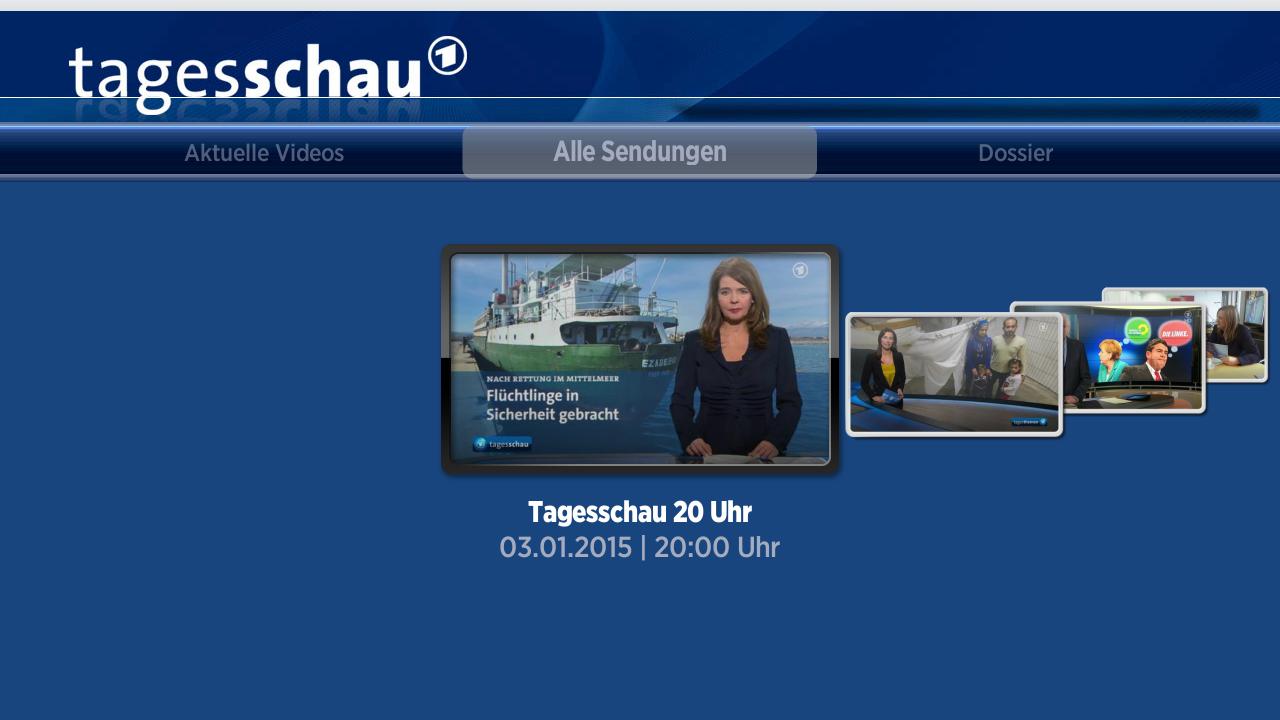 tagesschau
Aktuelle Videos
Alle Sendungen
Dossier
NACH RETTUNG IM MITTELMEER
Flüchtlinge in
Sicherheit gebracht
tagesschau
DIE LINKE.
tagesthemen
Tagesschau 20 Uhr
03.01.2015 | 20:00 Uhr